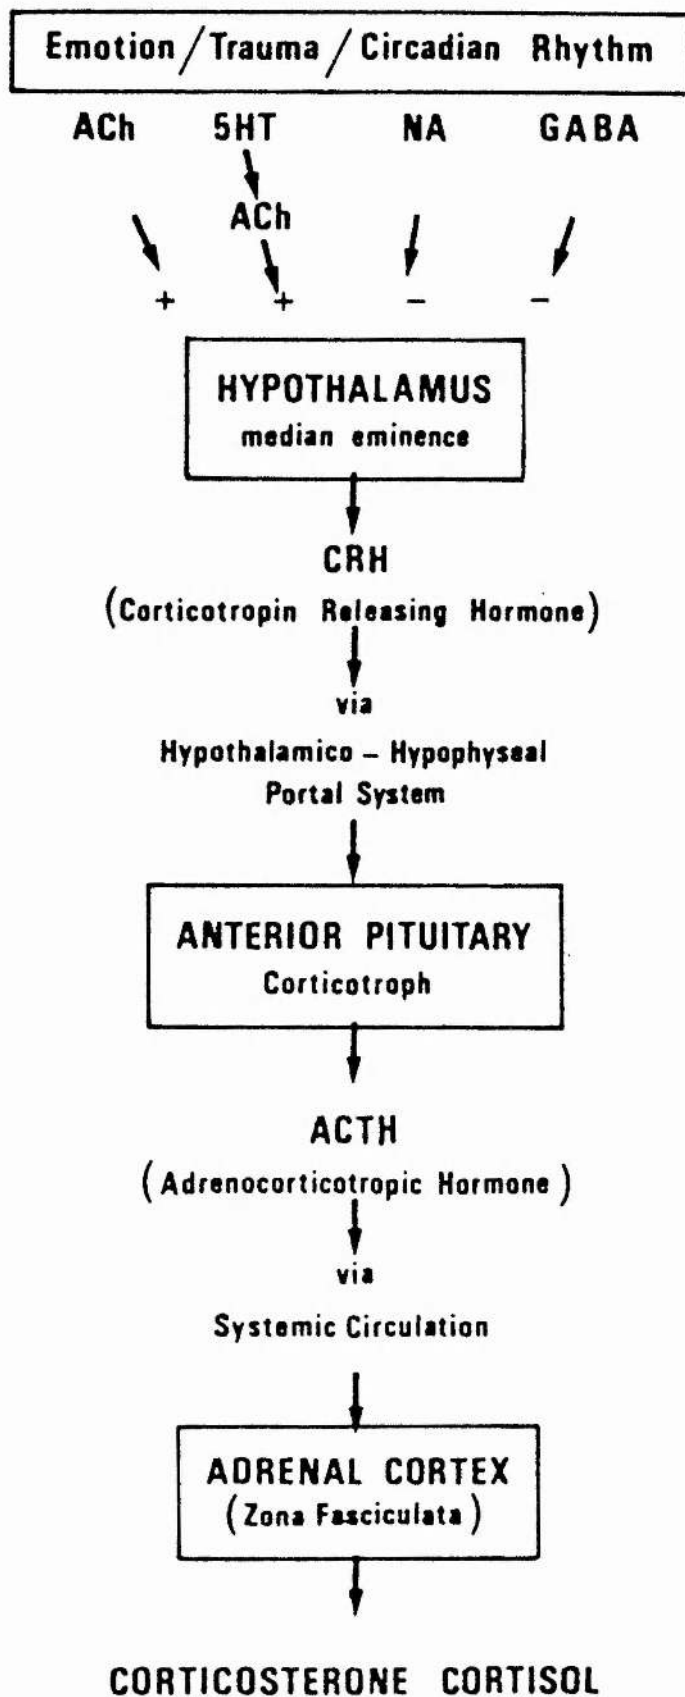 Emotion/Trauma/Circadian Rhythm
ACh 5HT NA GABA
ACh
+ + - -
HYPOTHALAMUS
median eminence
CRH
(Corticotropin Releasing Hormone)
via
Hypothalamico - Hypophyseal
Portal System
ANTERIOR PITUITARY
Corticotroph
ACTH
(Adrenocorticotropic Hormone)
via
Systemic Circulation
ADRENAL CORTEX
(Zona Fasciculata)
CORTICOSTERONE CORTISOL